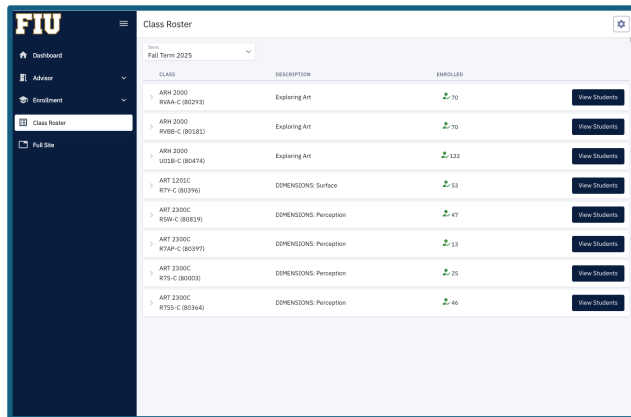 FIU
Class Roster
Dashboard
Advisor
Enrollment
Class Roster
Full Site
Term
Fall Term 2025
CLASS DESCRIPTION ENROLLED
ARH 2000
RVAA-C (80293)
Exploring Art
70
View Students
ARH 2000
RVBB-C (80181)
Exploring Art
70
View Students
ARH 2000
U01B-C (80474)
Exploring Art
122
View Students
ART 1201C
R7Y-C (80396)
DIMENSIONS: Surface
53
View Students
ART 2300C
R5W-C (80819)
DIMENSIONS: Perception
47
View Students
ART 2300C
R7AP-C (80397)
DIMENSIONS: Perception
13
View Students
ART 2300C
R7S-C (80003)
DIMENSIONS: Perception
25
View Students
ART 2300C
R7SS-C (80364)
DIMENSIONS: Perception
46
View Students